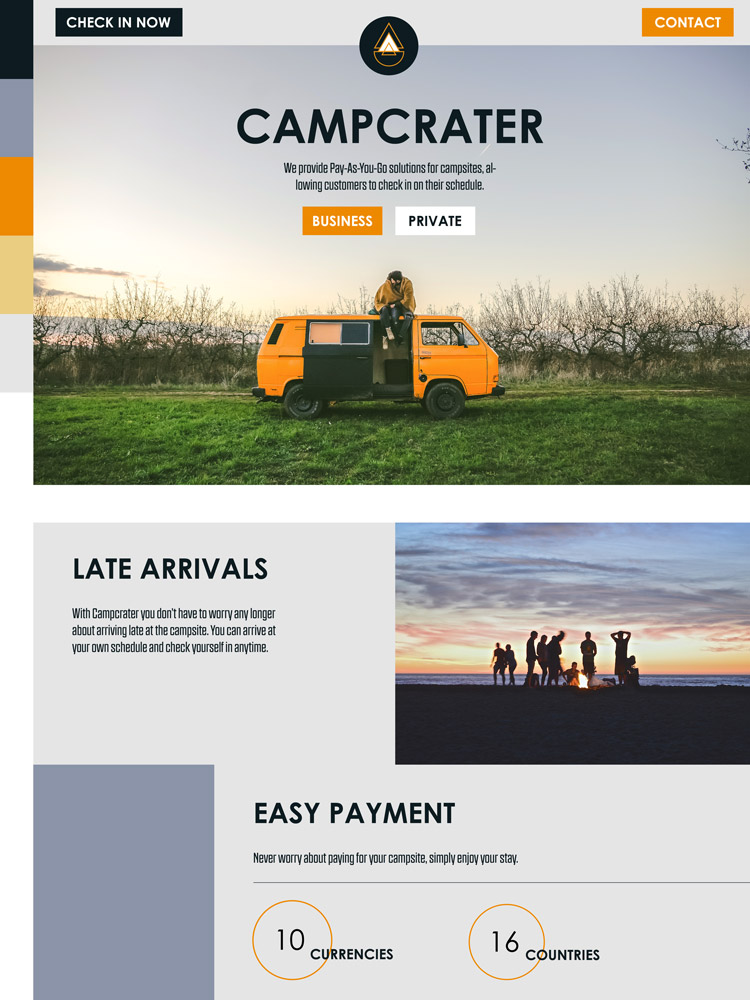 CHECK IN NOW
CONTACT
CAMPCRATER
We provide Pay-As-You-Go solutions for campsites, al-
lowing customers to check in on their schedule.
BUSINESS
PRIVATE
LATE ARRIVALS
With Campcrater you don't have to worry any longer
about arriving late at the campsite. You can arrive at
your own schedule and check yourself in anytime.
EASY PAYMENT
Never worry about paying for your campsite, simply enjoy your stay.
10 CURRENCIES
16 COUNTRIES